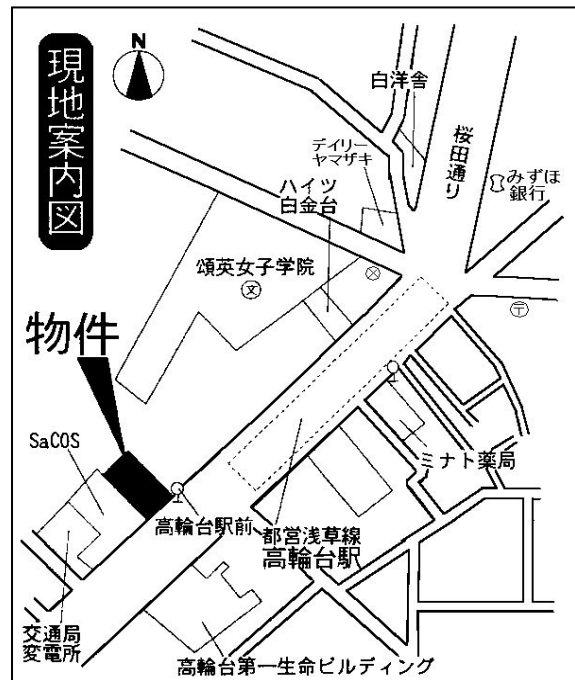 現地案内図
N
白洋舎
桜田通り
デイリー
ヤマザキ
みずほ
銀行
ハイツ
白金台
頌英女子学院
文
〒
物件
SaCOS
ミナト薬局
高輪台駅前
都営浅草線
高輪台駅
交通局
変電所
高輪台第一生命ビルディング